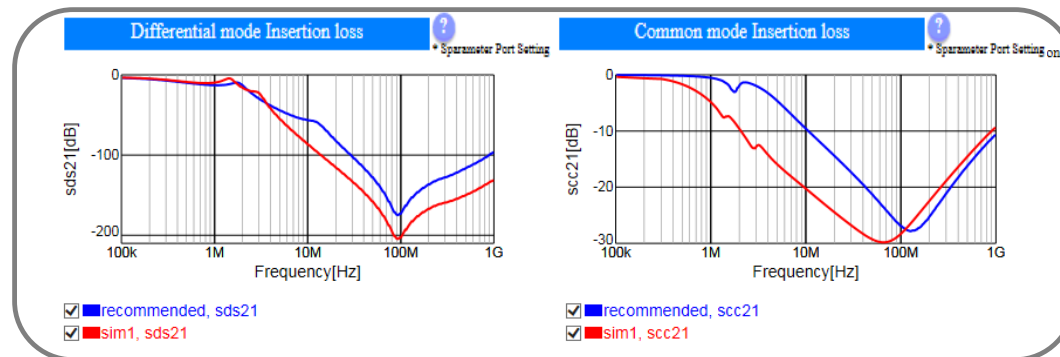 Differential mode Insertion loss
?
* Sparameter Port Setting
sds21[dB]
0
-100
-200
100k 1M 10M 100M 1G
Frequency[Hz]
recommended, sds21
sim1, sds21
Common mode Insertion loss
?
* Sparameter Port Setting on
scc21[dB]
0
-10
-20
-30
100k 1M 10M 100M 1G
Frequency[Hz]
recommended, scc21
sim1, scc21